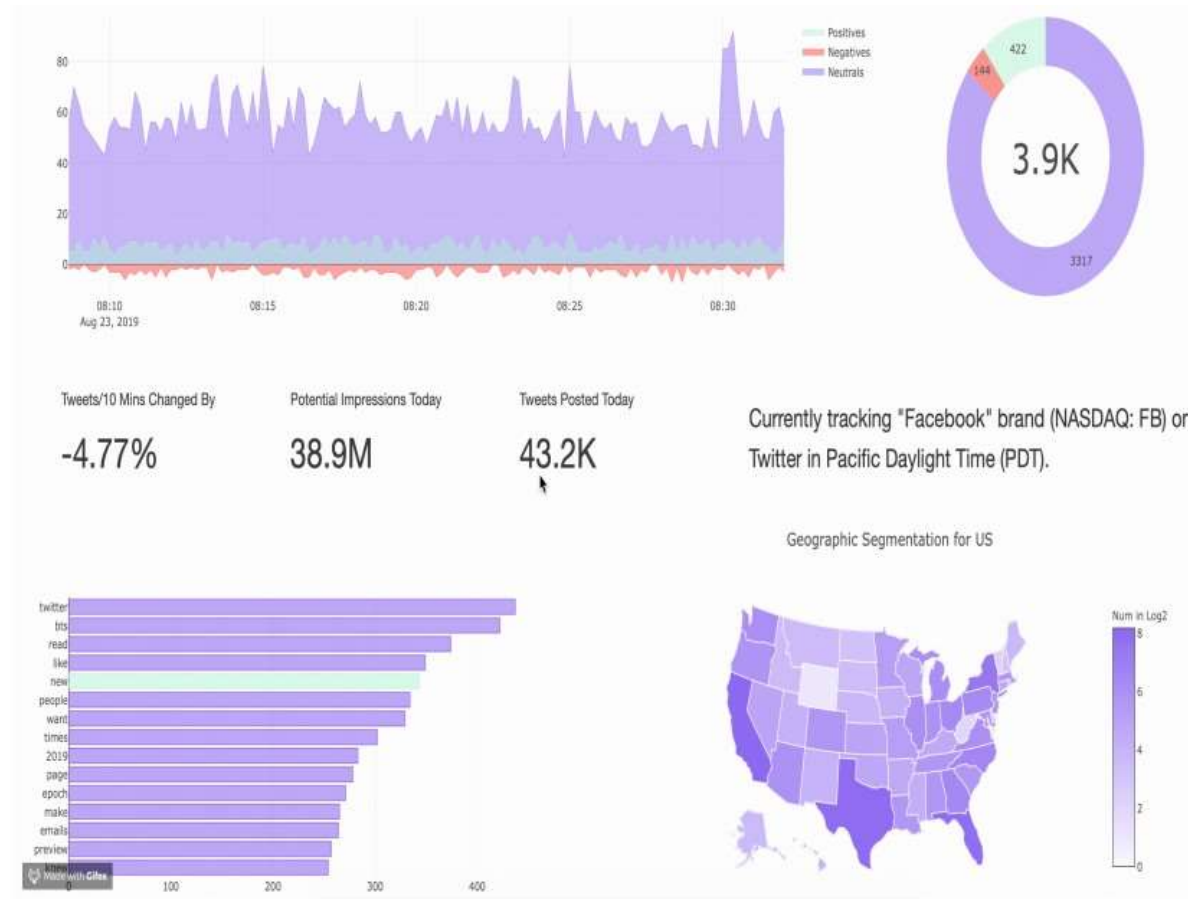 80
60
40
20
0
08:10
Aug 23, 2019
08:15
08:20
08:25
08:30
Positives
Negatives
Neutrals
422
144
3.9K
3317
Tweets/10 Mins Changed By
-4.77%
Potential Impressions Today
38.9M
Tweets Posted Today
43.2K
Currently tracking "Facebook" brand (NASDAQ: FB) or
Twitter in Pacific Daylight Time (PDT).
Geographic Segmentation for US
twitter
bts
read
like
new
people
want
times
2019
page
epoch
make
emails
preview
Made with Gifox
0
100
200
300
400
Num in Log2
8
6
4
2
0